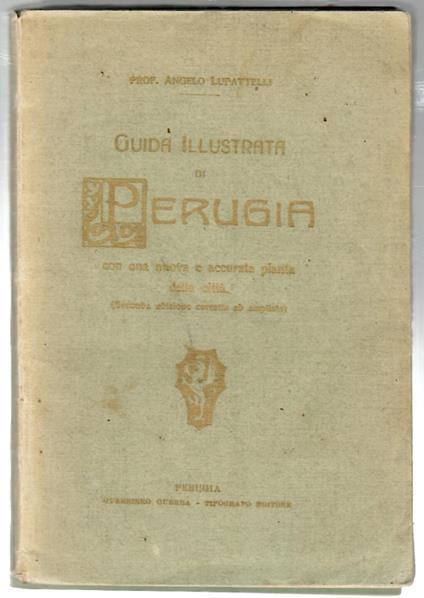 PROF. ANGELO LUPATTELLI
GUIDA ILLUSTRATA
DI
PERUGIA
con una nuova e accurata pianta
della città
(Seconda edizione corretta ed ampliata)
PERUGIA
GUERRIERO GUERRA - TIPOGRAFO EDITORE